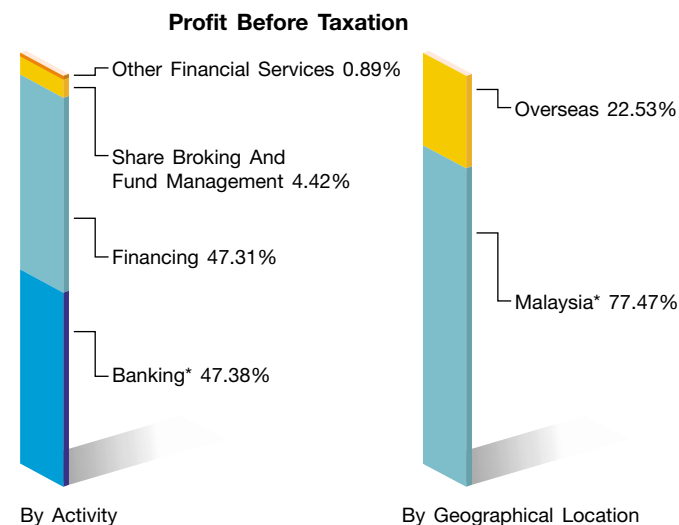 Profit Before Taxation
Other Financial Services 0.89%
Share Broking And
Fund Management 4.42%
Financing 47.31%
Banking* 47.38%
By Activity
Overseas 22.53%
Malaysia* 77.47%
By Geographical Location